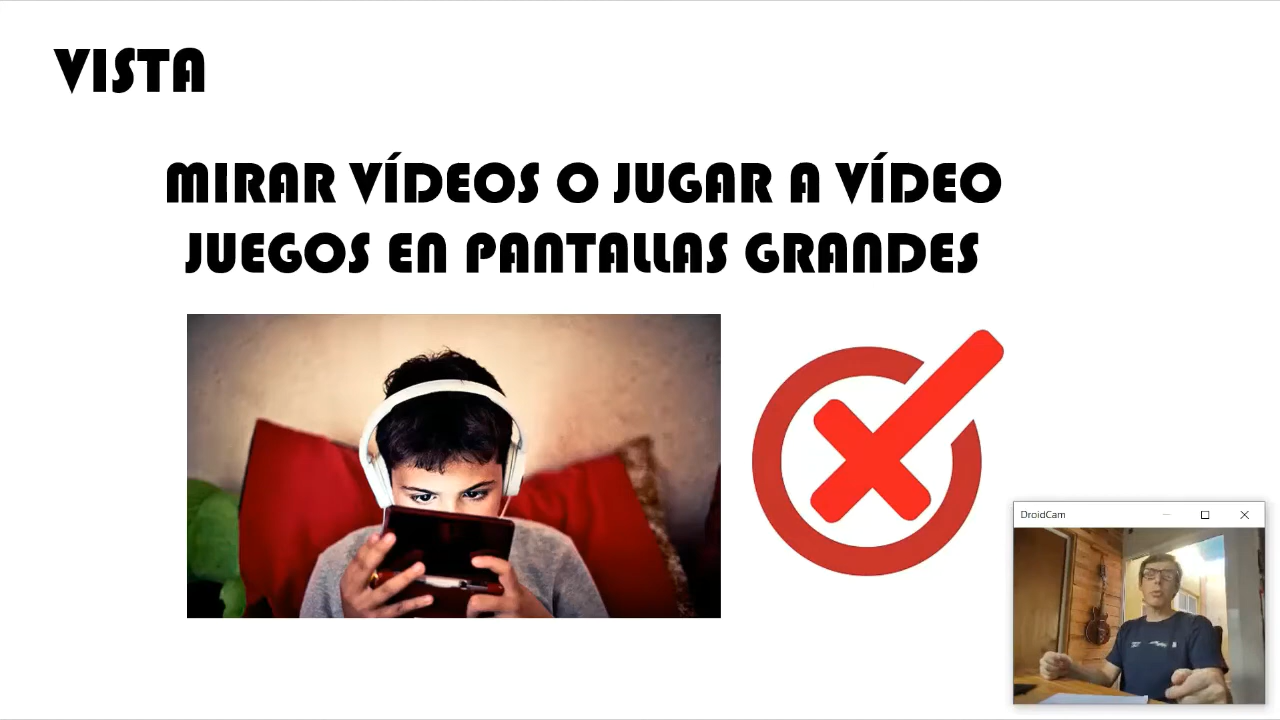 VISTA
MIRAR VÍDEOS O JUGAR A VÍDEO
JUEGOS EN PANTALLAS GRANDES
DroidCam